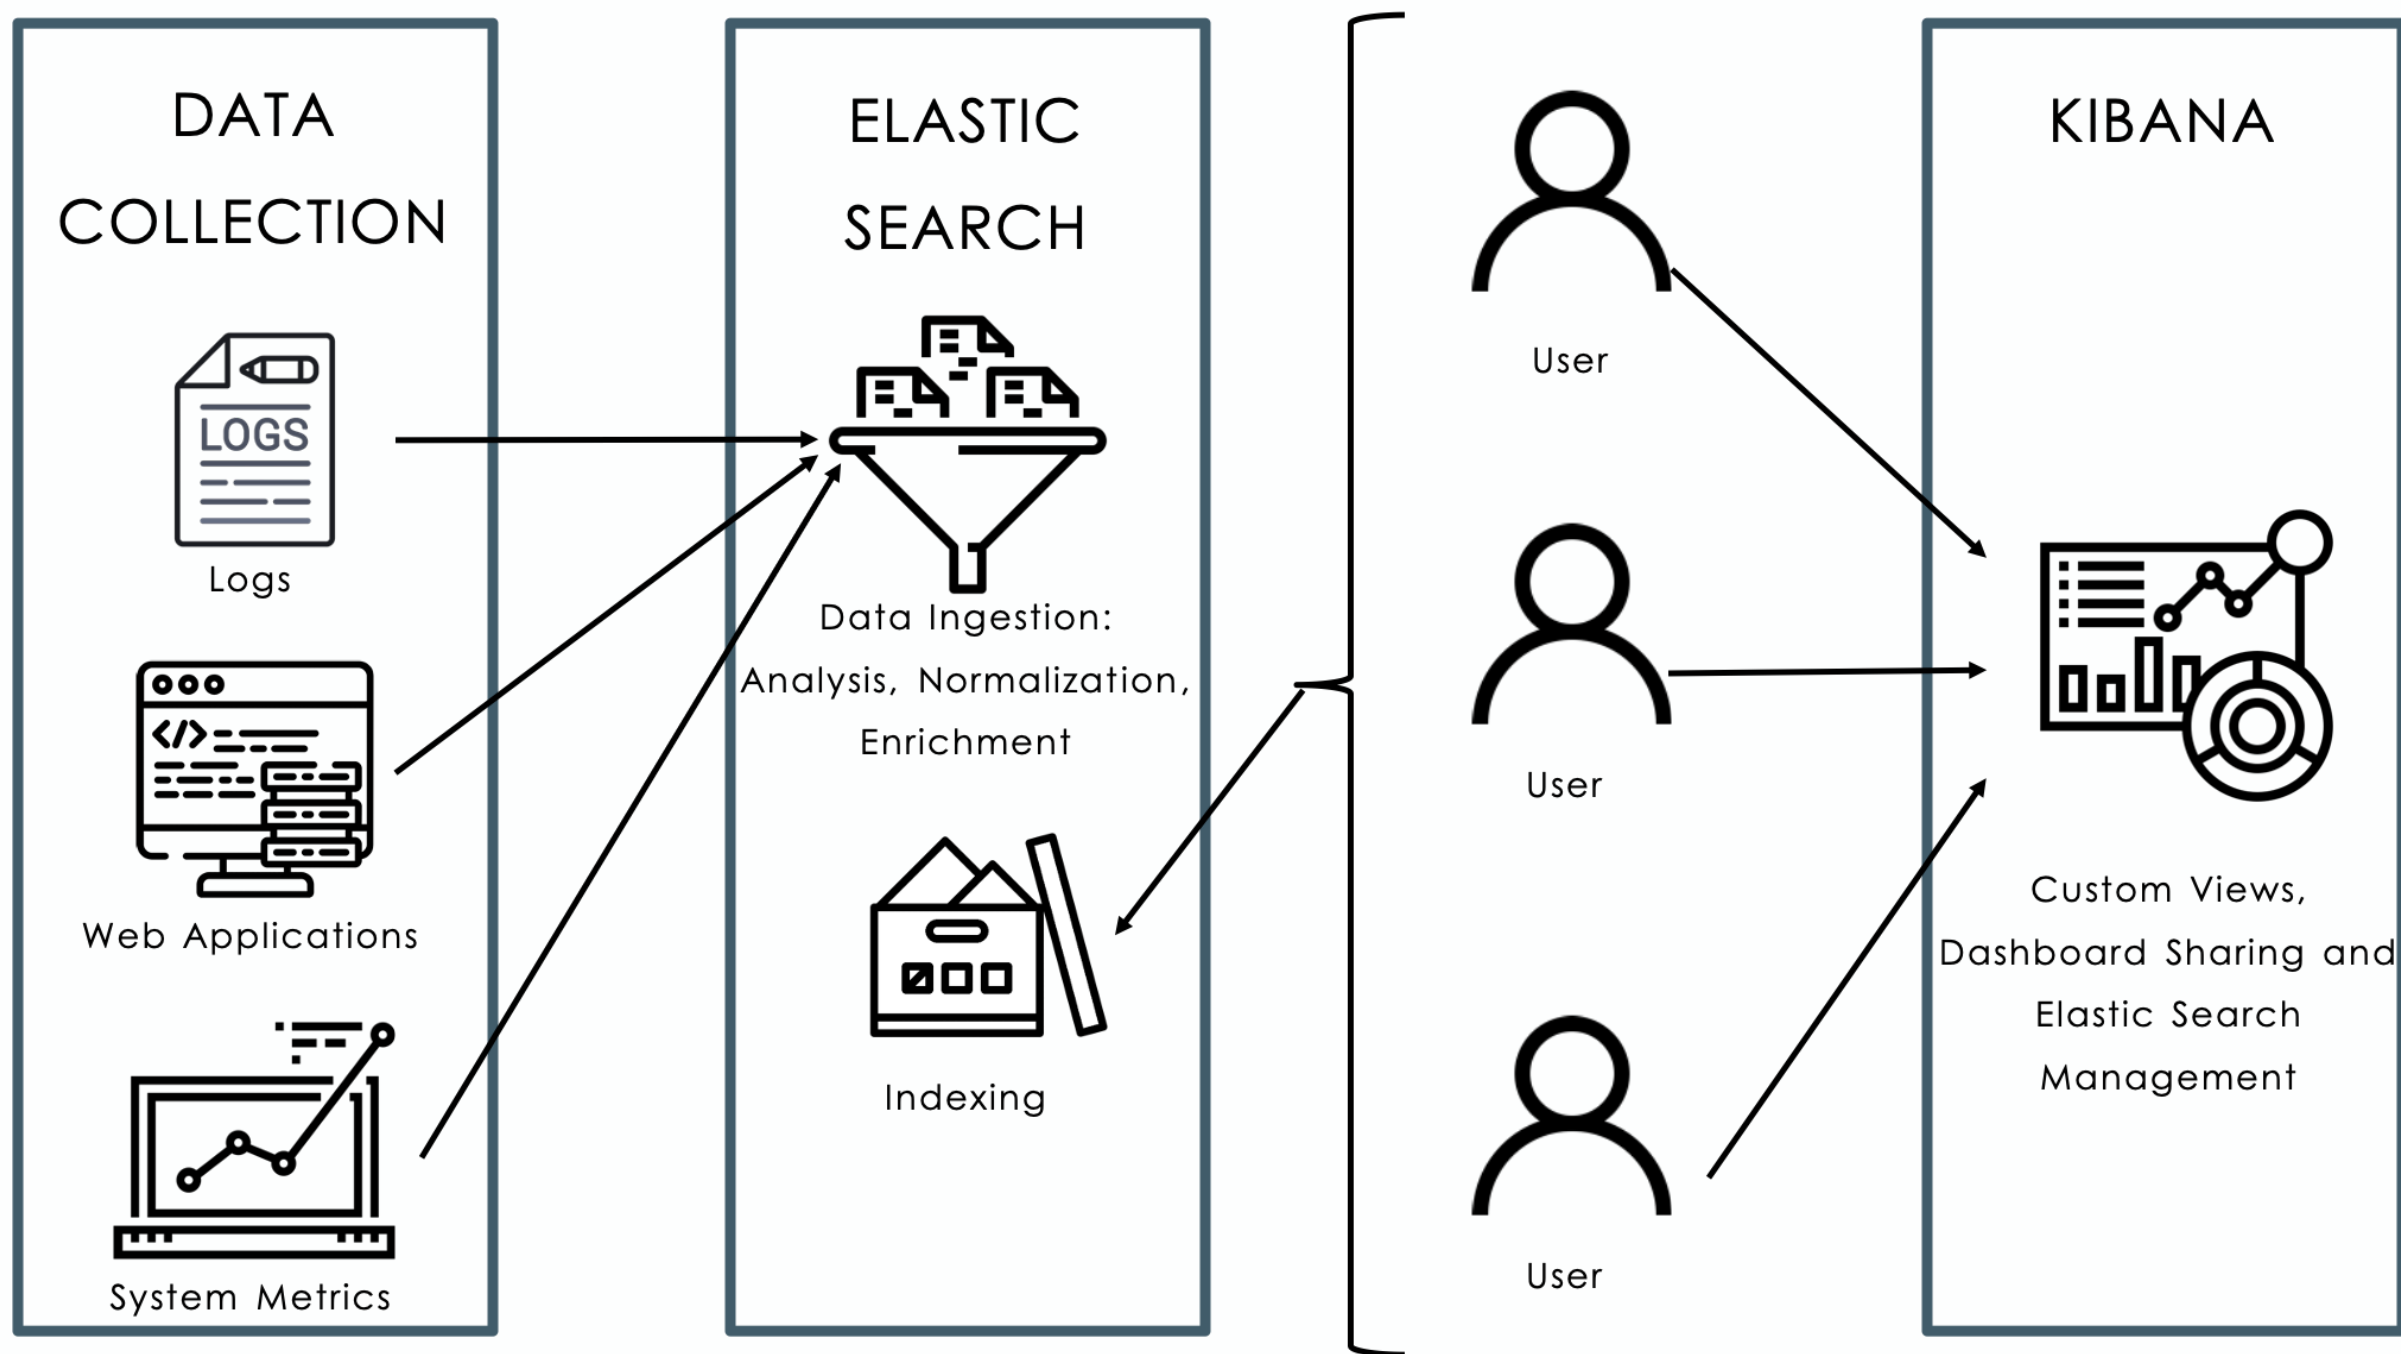 DATA
COLLECTION
LOGS
Logs
</>
Web Applications
System Metrics
ELASTIC
SEARCH
Data Ingestion:
Analysis, Normalization,
Enrichment
Indexing
User
User
User
KIBANA
Custom Views,
Dashboard Sharing and
Elastic Search
Management